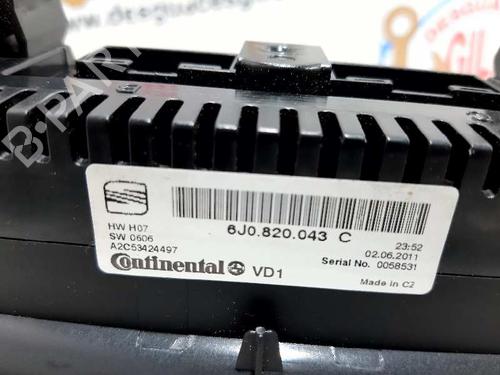 HW H07
SW 0606
A2C53424497
6J0.820.043 C
23:52
02.06.2011
Serial No. 0058531
Continental VD1
Made in CZ
B-PARTS